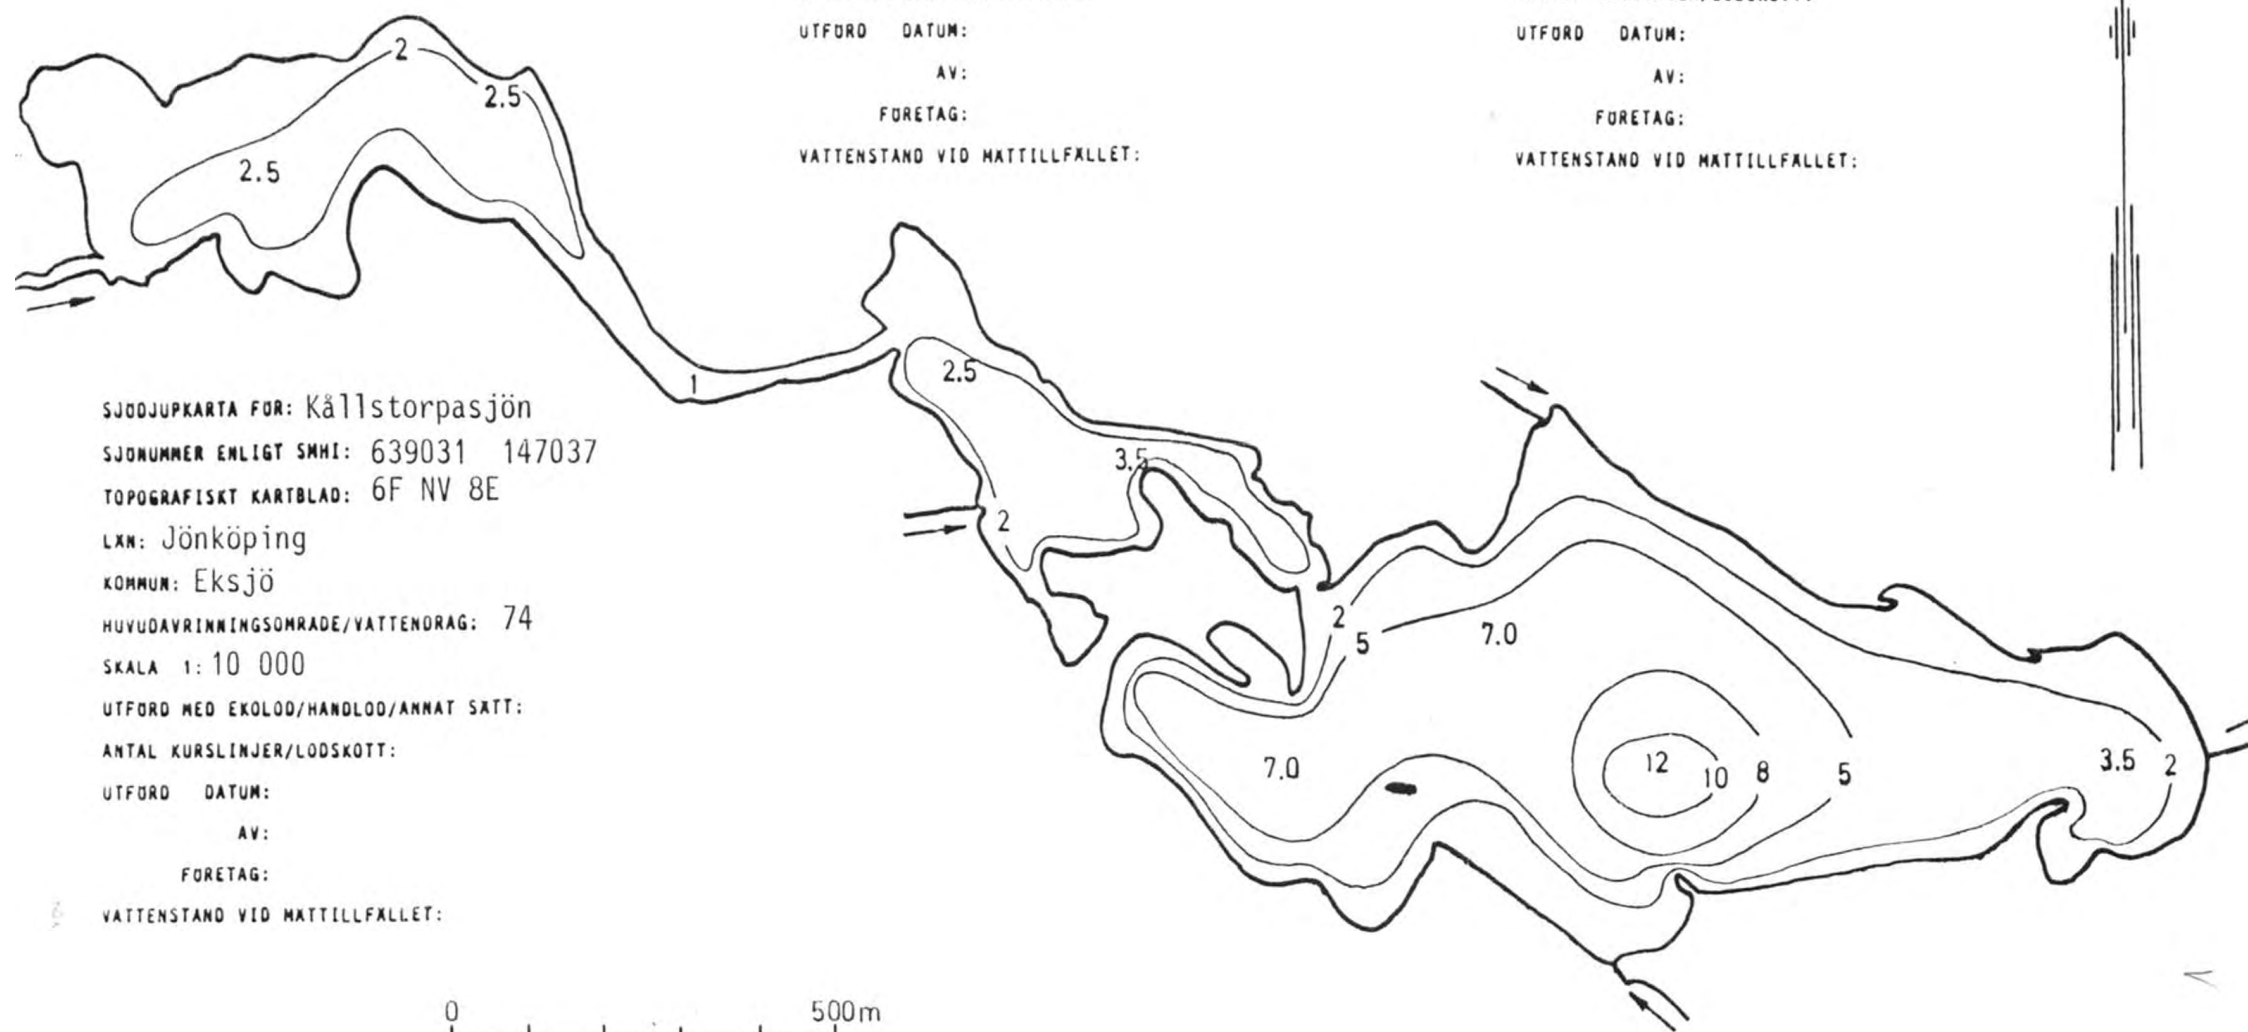 UTFÖRD DATUM:
AV:
FÖRETAG:
VATTENSTÅND VID MÄTTILLFÄLLET:
UTFÖRD DATUM:
AV:
FÖRETAG:
VATTENSTÅND VID MÄTTILLFÄLLET:
2
2.5
2.5
1
2.5
3.5
2
2
5
7.0
7.0
12
10
8
5
3.5
2
SJÖDJUPKARTA FÖR: Kållstorpasjön
SJÖNUMMER ENLIGT SMHI: 639031 147037
TOPOGRAFISKT KARTBLAD: 6F NV 8E
LÄN: Jönköping
KOMMUN: Eksjö
HUVUDAVRINNINGSOMRÅDE/VATTENDRAG: 74
SKALA 1: 10 000
UTFÖRD MED EKOLOD/HANDLOD/ANNAT SÄTT:
ANTAL KURSLINJER/LODSKOTT:
UTFÖRD DATUM:
AV:
FÖRETAG:
VATTENSTÅND VID MÄTTILLFÄLLET:
0 500m